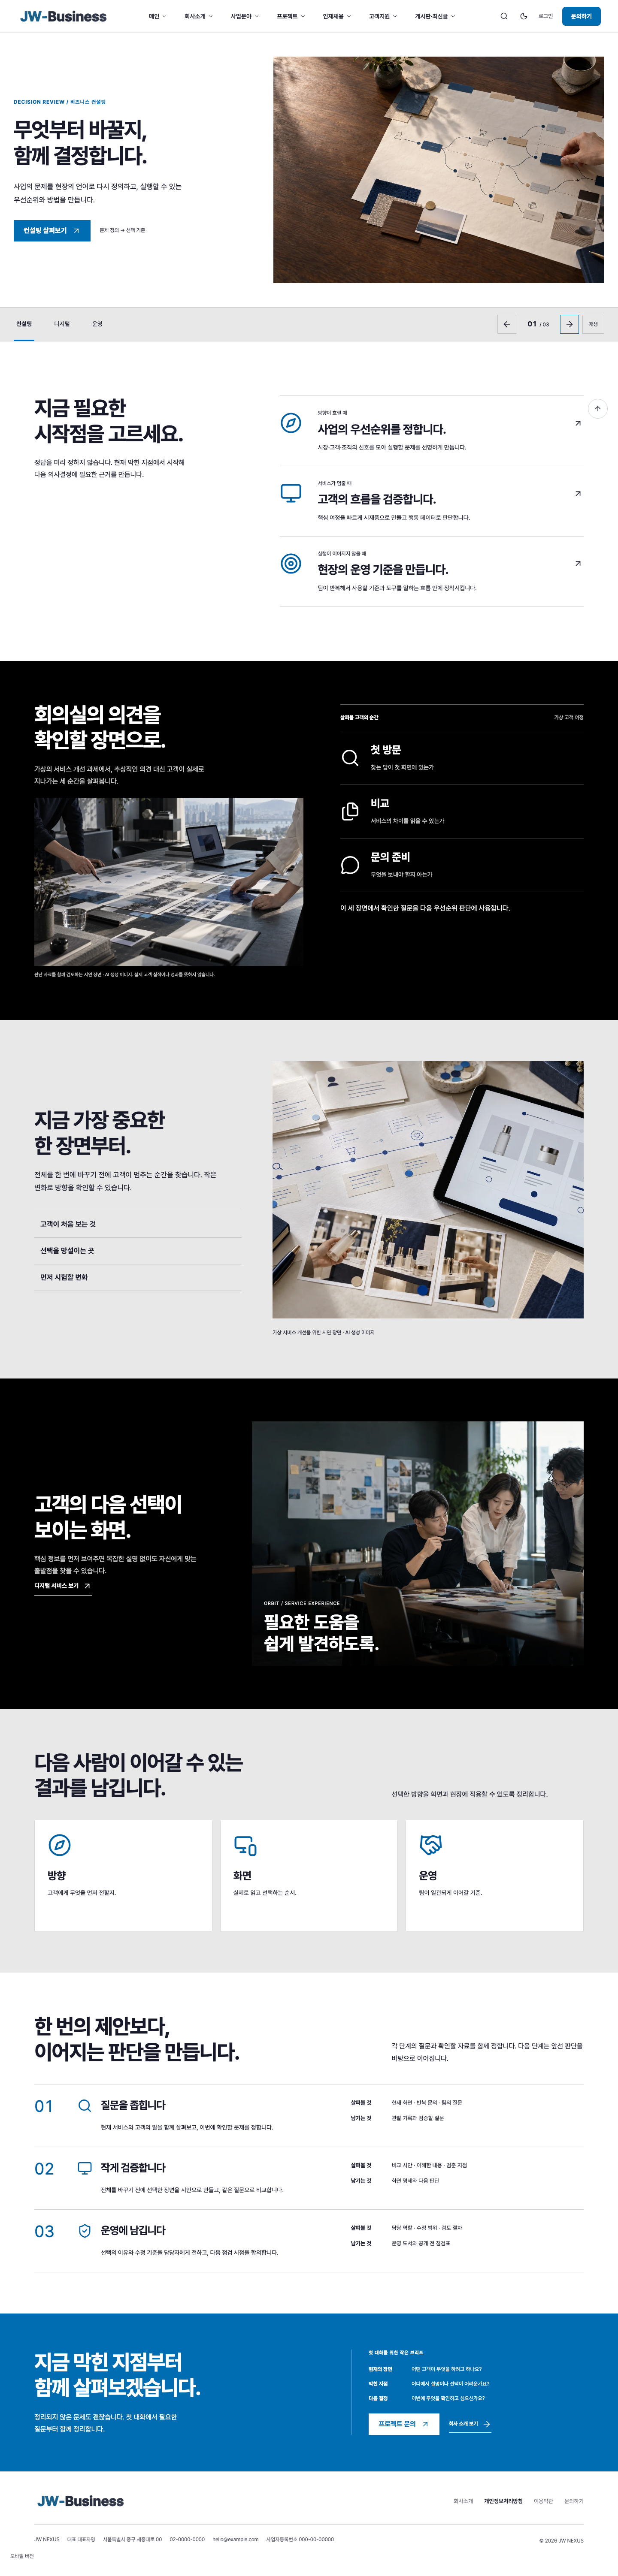 JW-Business
메인
회사소개
사업분야
프로젝트
인재채용
고객지원
게시판·최신글
로그인
문의하기
DECISION REVIEW / 비즈니스 컨설팅
무엇부터 바꿀지,
함께 결정합니다.
사업의 문제를 현장의 언어로 다시 정의하고, 실행할 수 있는
우선순위와 방법을 만듭니다.
컨설팅 살펴보기
문제 정의 → 선택 기준
컨설팅
디지털
운영
01 / 03
재생
지금 필요한
시작점을 고르세요.
정답을 미리 정하지 않습니다. 현재 막힌 지점에서 시작해
다음 의사결정에 필요한 근거를 만듭니다.
방향이 흐릴 때
사업의 우선순위를 정합니다.
시장·고객·조직의 신호를 모아 실행할 문제를 선명하게 만듭니다.
서비스가 멈출 때
고객의 흐름을 검증합니다.
핵심 여정을 빠르게 시제품으로 만들고 행동 데이터로 판단합니다.
실행이 이어지지 않을 때
현장의 운영 기준을 만듭니다.
팀이 반복해서 사용할 기준과 도구를 일하는 흐름 안에 정착시킵니다.
회의실의 의견을
확인할 장면으로.
가상의 서비스 개선 과제에서, 추상적인 의견 대신 고객이 실제로
지나가는 세 순간을 살펴봅니다.
판단 자료를 함께 검토하는 시연 장면 · AI 생성 이미지. 실제 고객 실적이나 성과를 뜻하지 않습니다.
살펴볼 고객의 순간
가상 고객 여정
첫 방문
찾는 답이 첫 화면에 있는가
비교
서비스의 차이를 읽을 수 있는가
문의 준비
무엇을 보내야 할지 아는가
이 세 장면에서 확인한 질문을 다음 우선순위 판단에 사용합니다.
지금 가장 중요한
한 장면부터.
전체를 한 번에 바꾸기 전에 고객이 멈추는 순간을 찾습니다. 작은
변화로 방향을 확인할 수 있습니다.
고객이 처음 보는 것
선택을 망설이는 곳
먼저 시험할 변화
가상 서비스 개선을 위한 시연 장면 · AI 생성 이미지
고객의 다음 선택이
보이는 화면.
핵심 정보를 먼저 보여주면 복잡한 설명 없이도 자신에게 맞는
출발점을 찾을 수 있습니다.
디지털 서비스 보기
ORBIT / SERVICE EXPERIENCE
필요한 도움을
쉽게 발견하도록.
다음 사람이 이어갈 수 있는
결과를 남깁니다.
선택한 방향을 화면과 현장에 적용할 수 있도록 정리합니다.
방향
고객에게 무엇을 먼저 전할지.
화면
실제로 읽고 선택하는 순서.
운영
팀이 일관되게 이어갈 기준.
한 번의 제안보다,
이어지는 판단을 만듭니다.
각 단계의 질문과 확인할 자료를 함께 정합니다. 다음 단계는 앞선 판단을
바탕으로 이어집니다.
01
질문을 좁힙니다
현재 서비스와 고객의 말을 함께 살펴보고, 이번에 확인할 문제를 정합니다.
살펴볼 것
현재 화면 · 반복 문의 · 팀의 질문
남기는 것
관찰 기록과 검증할 질문
02
작게 검증합니다
전체를 바꾸기 전에 선택한 장면을 시안으로 만들고, 같은 질문으로 비교합니다.
살펴볼 것
비교 시안 · 이해한 내용 · 멈춘 지점
남기는 것
화면 명세와 다음 판단
03
운영에 남깁니다
선택의 이유와 수정 기준을 담당자에게 전하고, 다음 점검 시점을 합의합니다.
살펴볼 것
담당 역할 · 수정 범위 · 검토 절차
남기는 것
운영 도서와 공개 전 점검표
지금 막힌 지점부터
함께 살펴보겠습니다.
정리되지 않은 문제도 괜찮습니다. 첫 대화에서 필요한
질문부터 함께 정리합니다.
첫 대화를 위한 작은 브리프
현재의 장면
어떤 고객이 무엇을 하려고 하나요?
막힌 지점
어디에서 설명이나 선택이 어려운가요?
다음 결정
이번에 무엇을 확인하고 싶으신가요?
프로젝트 문의
회사 소개 보기
JW-Business
회사소개
개인정보처리방침
이용약관
문의하기
JW NEXUS
대표 대표자명
서울특별시 중구 세종대로 00
02-0000-0000
hello@example.com
사업자등록번호 000-00-00000
© 2026 JW NEXUS
모바일 버전